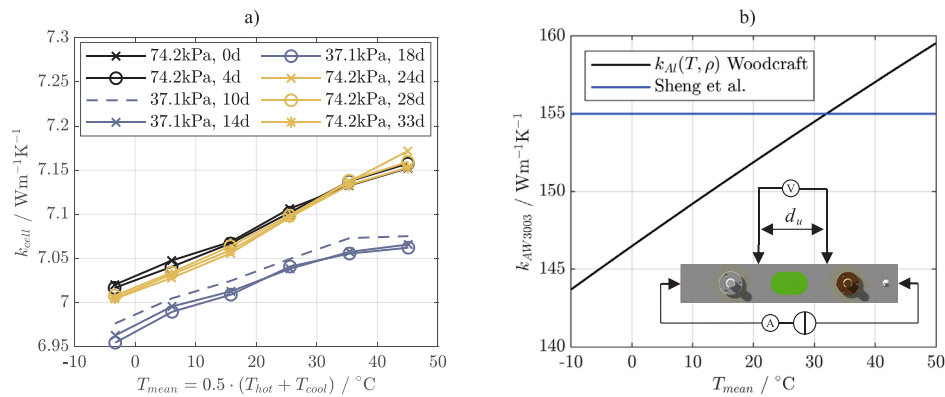 a)
7.3
7.25
7.2
7.15
7.1
7.05
7
6.95
k_cell / Wm⁻¹K⁻¹
74.2kPa, 0d
74.2kPa, 4d
37.1kPa, 10d
37.1kPa, 14d
37.1kPa, 18d
74.2kPa, 24d
74.2kPa, 28d
74.2kPa, 33d
-10 0 10 20 30 40 50
T_mean = 0.5 · (T_hot + T_cool) / °C
b)
160
155
150
145
140
k_AW3003 / Wm⁻¹K⁻¹
k_Al(T, ρ) Woodcraft
Sheng et al.
V
d_u
A
-10 0 10 20 30 40 50
T_mean / °C